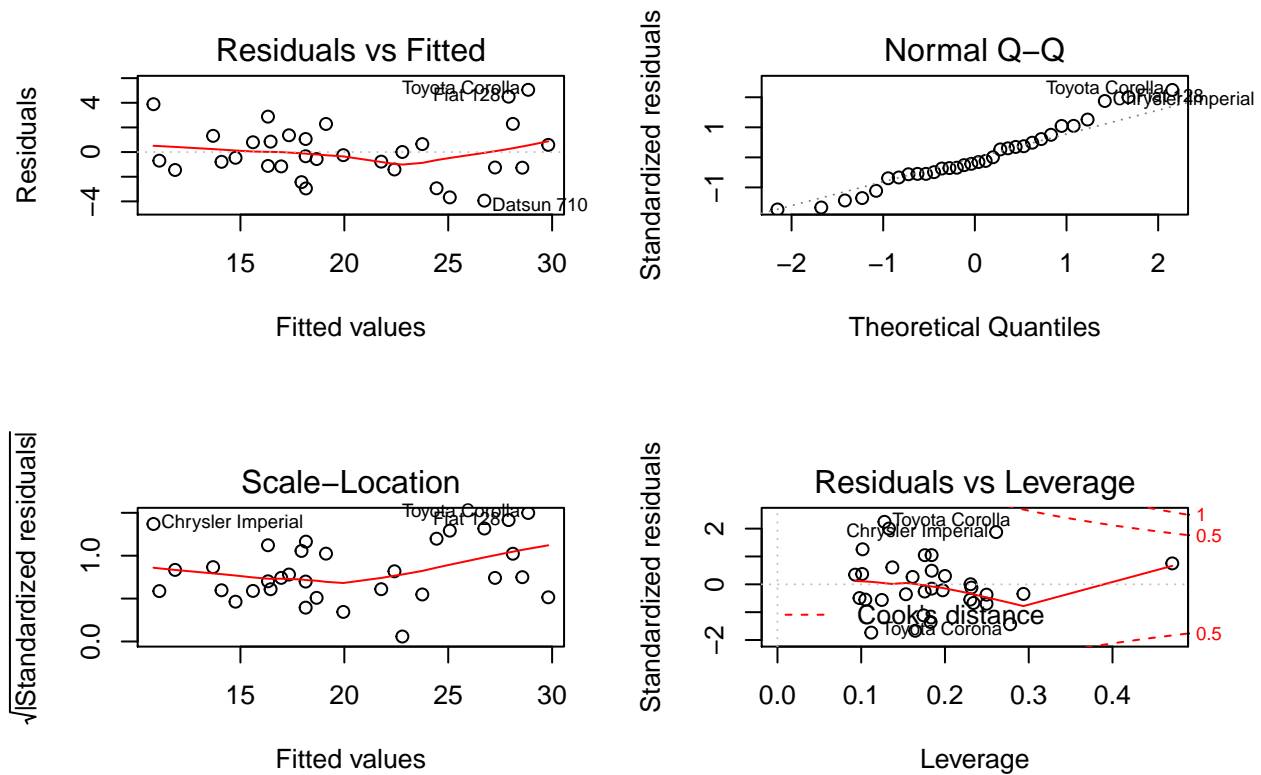 Residuals vs Fitted
Residuals
4
0
−4
Toyota Corolla
Fiat 128
Datsun 710
15 20 25 30
Fitted values
Normal Q−Q
Standardized residuals
1
−1
Toyota Corolla
Fiat 128
Chrysler Imperial
−2 −1 0 1 2
Theoretical Quantiles
Scale−Location
√|Standardized residuals|
1.0
0.0
Toyota Corolla
Fiat 128
Chrysler Imperial
15 20 25 30
Fitted values
Residuals vs Leverage
Standardized residuals
2
0
−2
Toyota Corolla
Chrysler Imperial
Cook's distance
Toyota Corona
1
0.5
0.5
0.0 0.1 0.2 0.3 0.4
Leverage